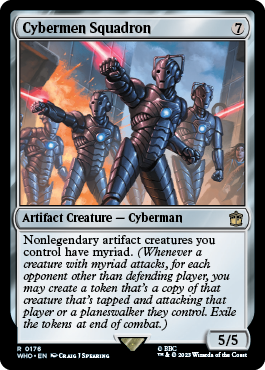 Cybermen Squadron 7
Artifact Creature — Cyberman
Nonlegendary artifact creatures you
control have myriad. (Whenever a
creature with myriad attacks, for each
opponent other than defending player, you
may create a token that's a copy of that
creature that's tapped and attacking that
player or a planeswalker they control. Exile
the tokens at end of combat.)
5/5
R 0176
WHO • EN Craig J Spearing
© BBC
™ & © 2023 Wizards of the Coast